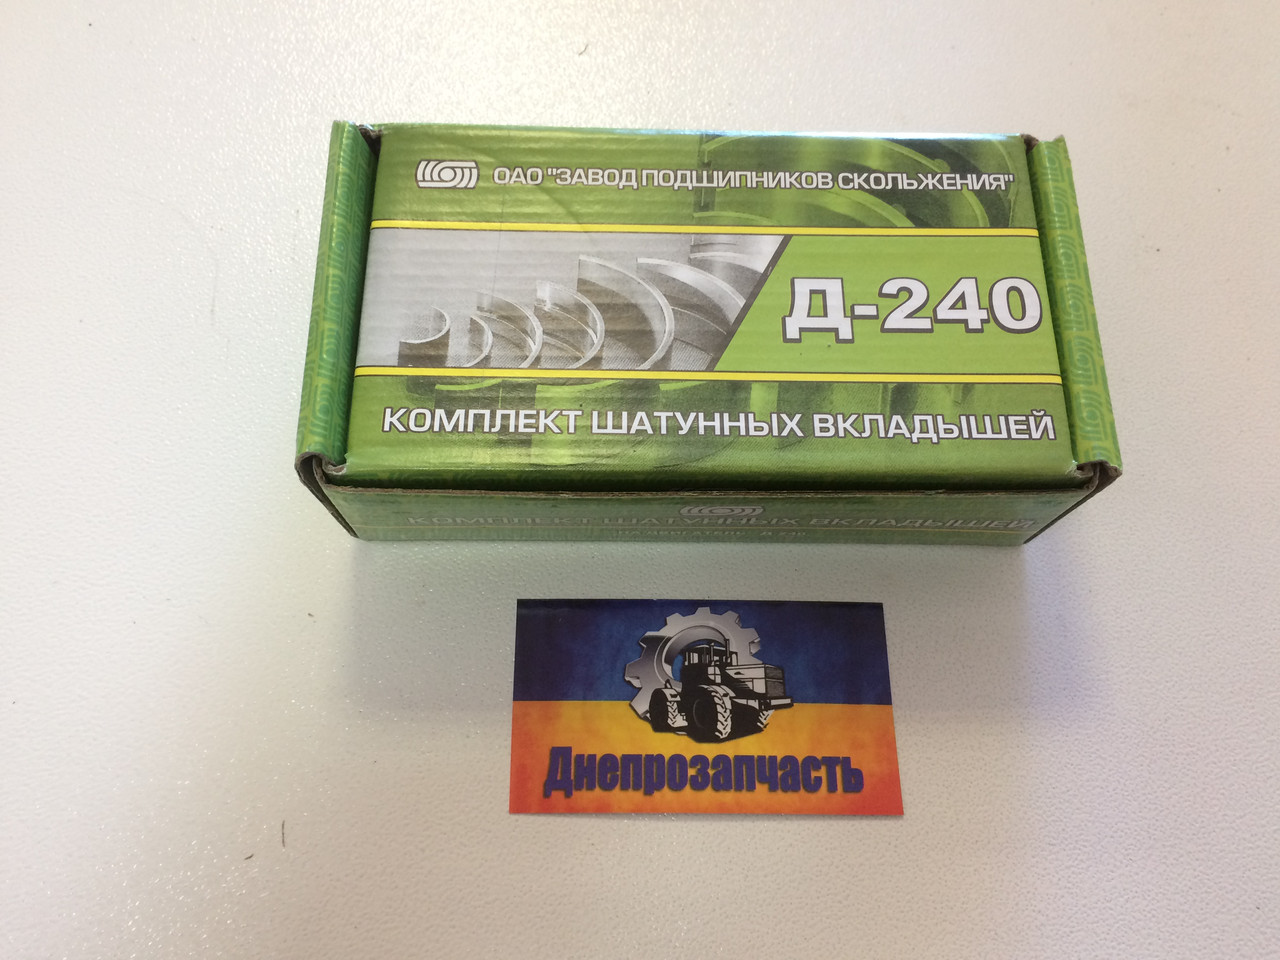 ОАО "ЗАВОД ПОДШИПНИКОВ СКОЛЬЖЕНИЯ"
Д-240
КОМПЛЕКТ ШАТУННЫХ ВКЛАДЫШЕЙ
КОМПЛЕКТ ШАТУННЫХ ВКЛАДЫШЕЙ
Днепрозапчасть